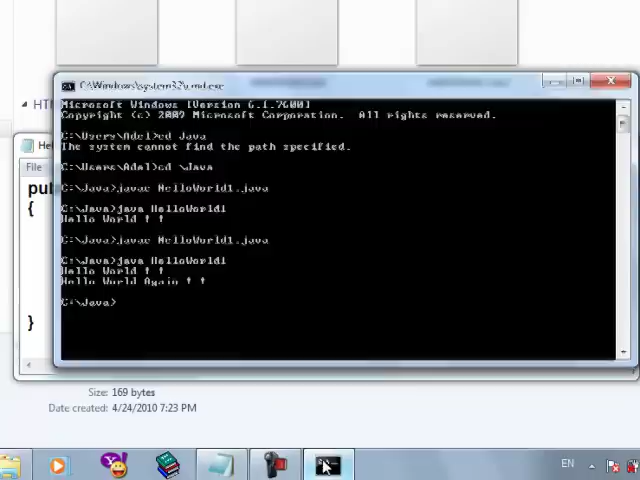 HT
C:\Windows\system32\cmd.exe
Microsoft Windows [Version 6.1.7600]
Copyright (c) 2009 Microsoft Corporation.  All rights reserved.
C:\Users\Adel>cd Java
The system cannot find the path specified.
C:\Users\Adel>cd \Java
C:\Java>javac HelloWorld1.java
C:\Java>java HelloWorld1
Hello World ! !
C:\Java>javac HelloWorld1.java
C:\Java>java HelloWorld1
Hello World ! !
Hello World Again ! !
C:\Java>
Hel
File
pub
{
}
Size: 169 bytes
Date created: 4/24/2010 7:23 PM
EN